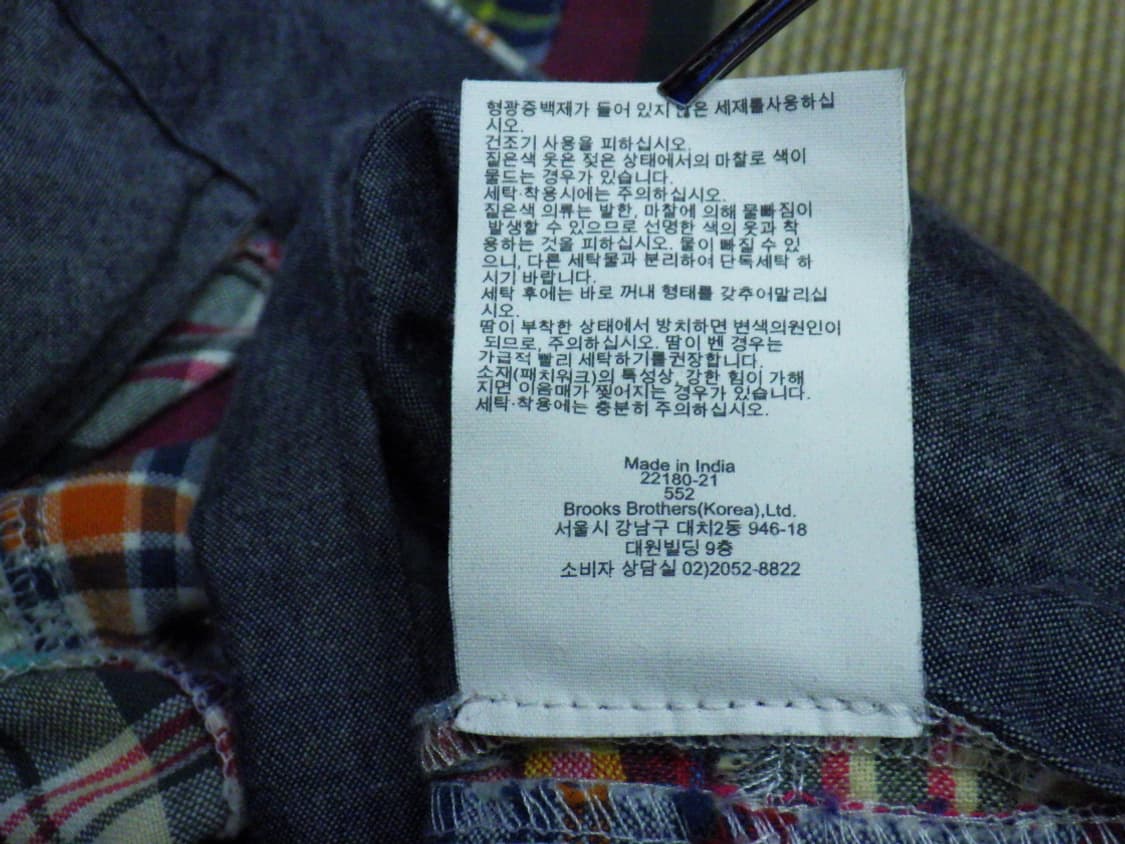 형광증백제가 들어 있지 않은 세재를사용하십
시오.
건조기 사용을 피하십시오.
짙은색 옷은 젖은 상태에서의 마찰로 색이
물드는 경우가 있습니다.
세탁·착용시에는 주의하십시오.
짙은색 의류는 발한, 마찰에 의해 물빠짐이
발생할 수 있으므로 선명한 색의 옷과 착
용하는 것을 피하십시오. 물이 빠질 수 있
으니, 다른 세탁물과 분리하여 단독세탁 하
시기 바랍니다.
세탁 후에는 바로 꺼내 형태를 갖추어말리십
시오.
땀이 부착한 상태에서 방치하면 변색의원인이
되므로, 주의하십시오. 땀이 벤 경우는
가급적 빨리 세탁하기를권장합니다.
소재(패치워크)의 특성상, 강한 힘이 가해
지면 이음매가 찢어지는 경우가 있습니다.
세탁·착용에는 충분히 주의하십시오.
Made in India
22180-21
552
Brooks Brothers(Korea),Ltd.
서울시 강남구 대치2동 946-18
대원빌딩 9층
소비자 상담실 02)2052-8822